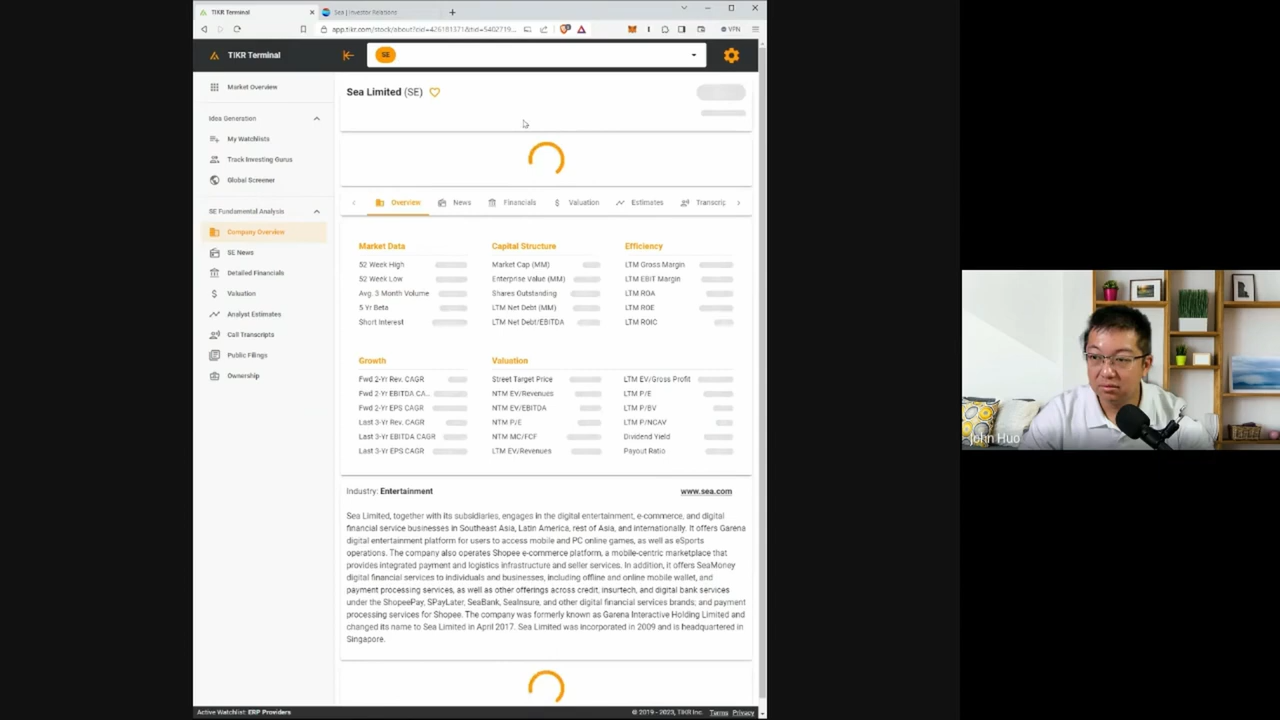 TIKR Terminal
Sea | Investor Relations
VPN
TIKR Terminal
SE
Market Overview
Idea Generation
My Watchlists
Track Investing Gurus
Global Screener
SE Fundamental Analysis
Company Overview
SE News
Detailed Financials
Valuation
Analyst Estimates
Call Transcripts
Public Filings
Ownership
Sea Limited (SE)
Overview News Financials Valuation Estimates Transcrip
Market Data
52 Week High
52 Week Low
Avg. 3 Month Volume
5 Yr Beta
Short Interest
Capital Structure
Market Cap (MM)
Enterprise Value (MM)
Shares Outstanding
LTM Net Debt (MM)
LTM Net Debt/EBITDA
Efficiency
LTM Gross Margin
LTM EBIT Margin
LTM ROA
LTM ROE
LTM ROIC
Growth
Fwd 2-Yr Rev. CAGR
Fwd 2-Yr EBITDA CA...
Fwd 2-Yr EPS CAGR
Last 3-Yr Rev. CAGR
Last 3-Yr EBITDA CAGR
Last 3-Yr EPS CAGR
Valuation
Street Target Price
NTM EV/Revenues
NTM EV/EBITDA
NTM P/E
NTM MC/FCF
LTM EV/Revenues
LTM EV/Gross Profit
LTM P/E
LTM P/BV
LTM P/NCAV
Dividend Yield
Payout Ratio
Industry: Entertainment
www.sea.com
Sea Limited, together with its subsidiaries, engages in the digital entertainment, e-commerce, and digital
financial service businesses in Southeast Asia, Latin America, rest of Asia, and internationally. It offers Garena
digital entertainment platform for users to access mobile and PC online games, as well as eSports
operations. The company also operates Shopee e-commerce platform, a mobile-centric marketplace that
provides integrated payment and logistics infrastructure and seller services. In addition, it offers SeaMoney
digital financial services to individuals and businesses, including offline and online mobile wallet, and
payment processing services, as well as other offerings across credit, insurtech, and digital bank services
under the ShopeePay, SPayLater, SeaBank, SeaInsure, and other digital financial services brands; and payment
processing services for Shopee. The company was formerly known as Garena Interactive Holding Limited and
changed its name to Sea Limited in April 2017. Sea Limited was incorporated in 2009 and is headquartered in
Singapore.
Active Watchlist: ERP Providers
© 2019 - 2023, TIKR Inc. Terms Privacy
John Huo